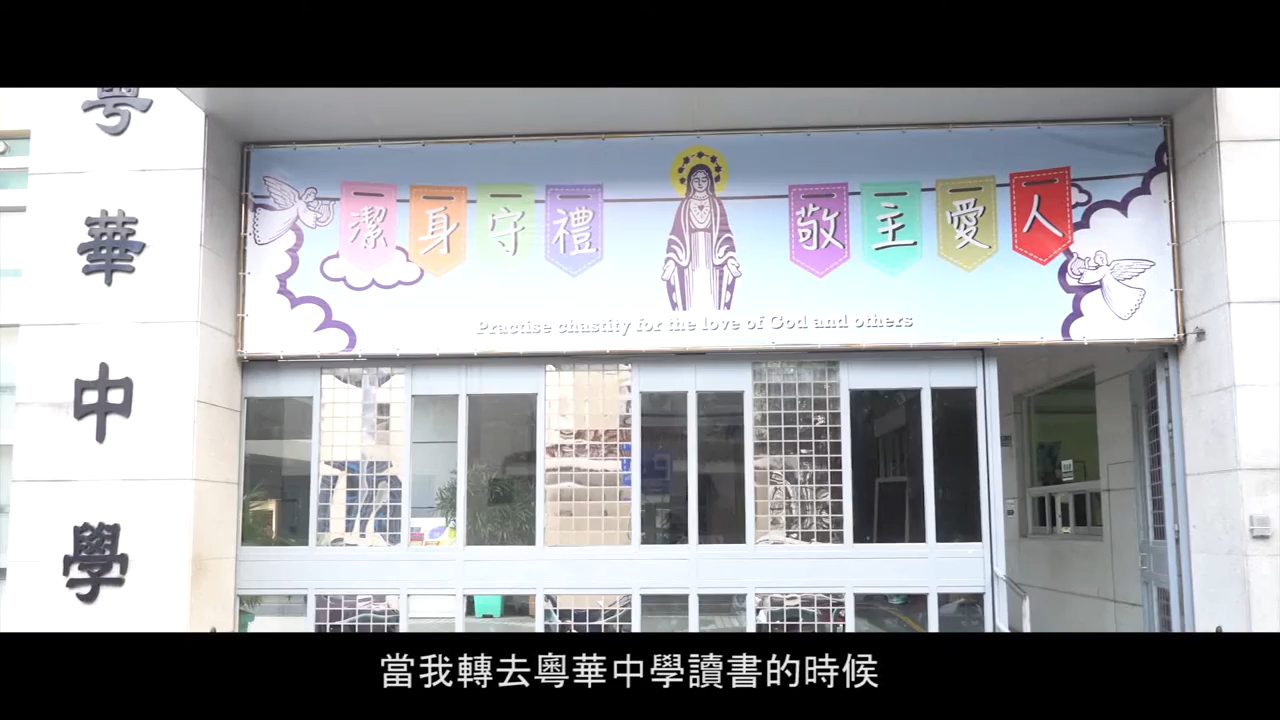 粵華中學
潔身守禮
敬主愛人
Practise chastity for the love of God and others
當我轉去粵華中學讀書的時候